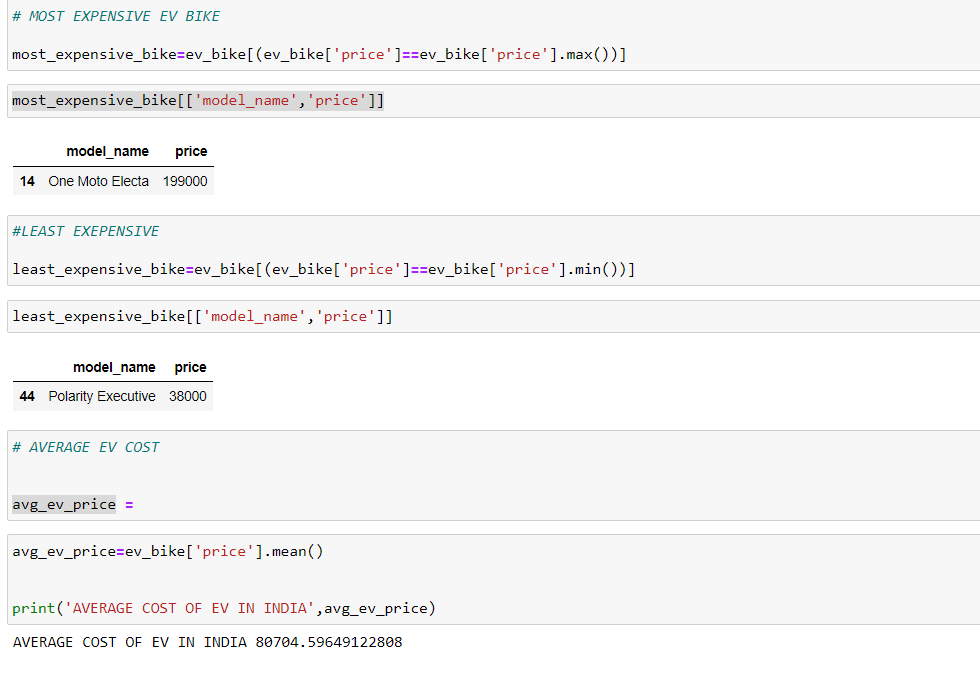 # MOST EXPENSIVE EV BIKE
most_expensive_bike=ev_bike[(ev_bike['price']==ev_bike['price'].max())]
most_expensive_bike[['model_name','price']]
model_name price
14 One Moto Electa 199000
#LEAST EXEPENSIVE
least_expensive_bike=ev_bike[(ev_bike['price']==ev_bike['price'].min())]
least_expensive_bike[['model_name','price']]
model_name price
44 Polarity Executive 38000
# AVERAGE EV COST
avg_ev_price =
avg_ev_price=ev_bike['price'].mean()
print('AVERAGE COST OF EV IN INDIA',avg_ev_price)
AVERAGE COST OF EV IN INDIA 80704.59649122808